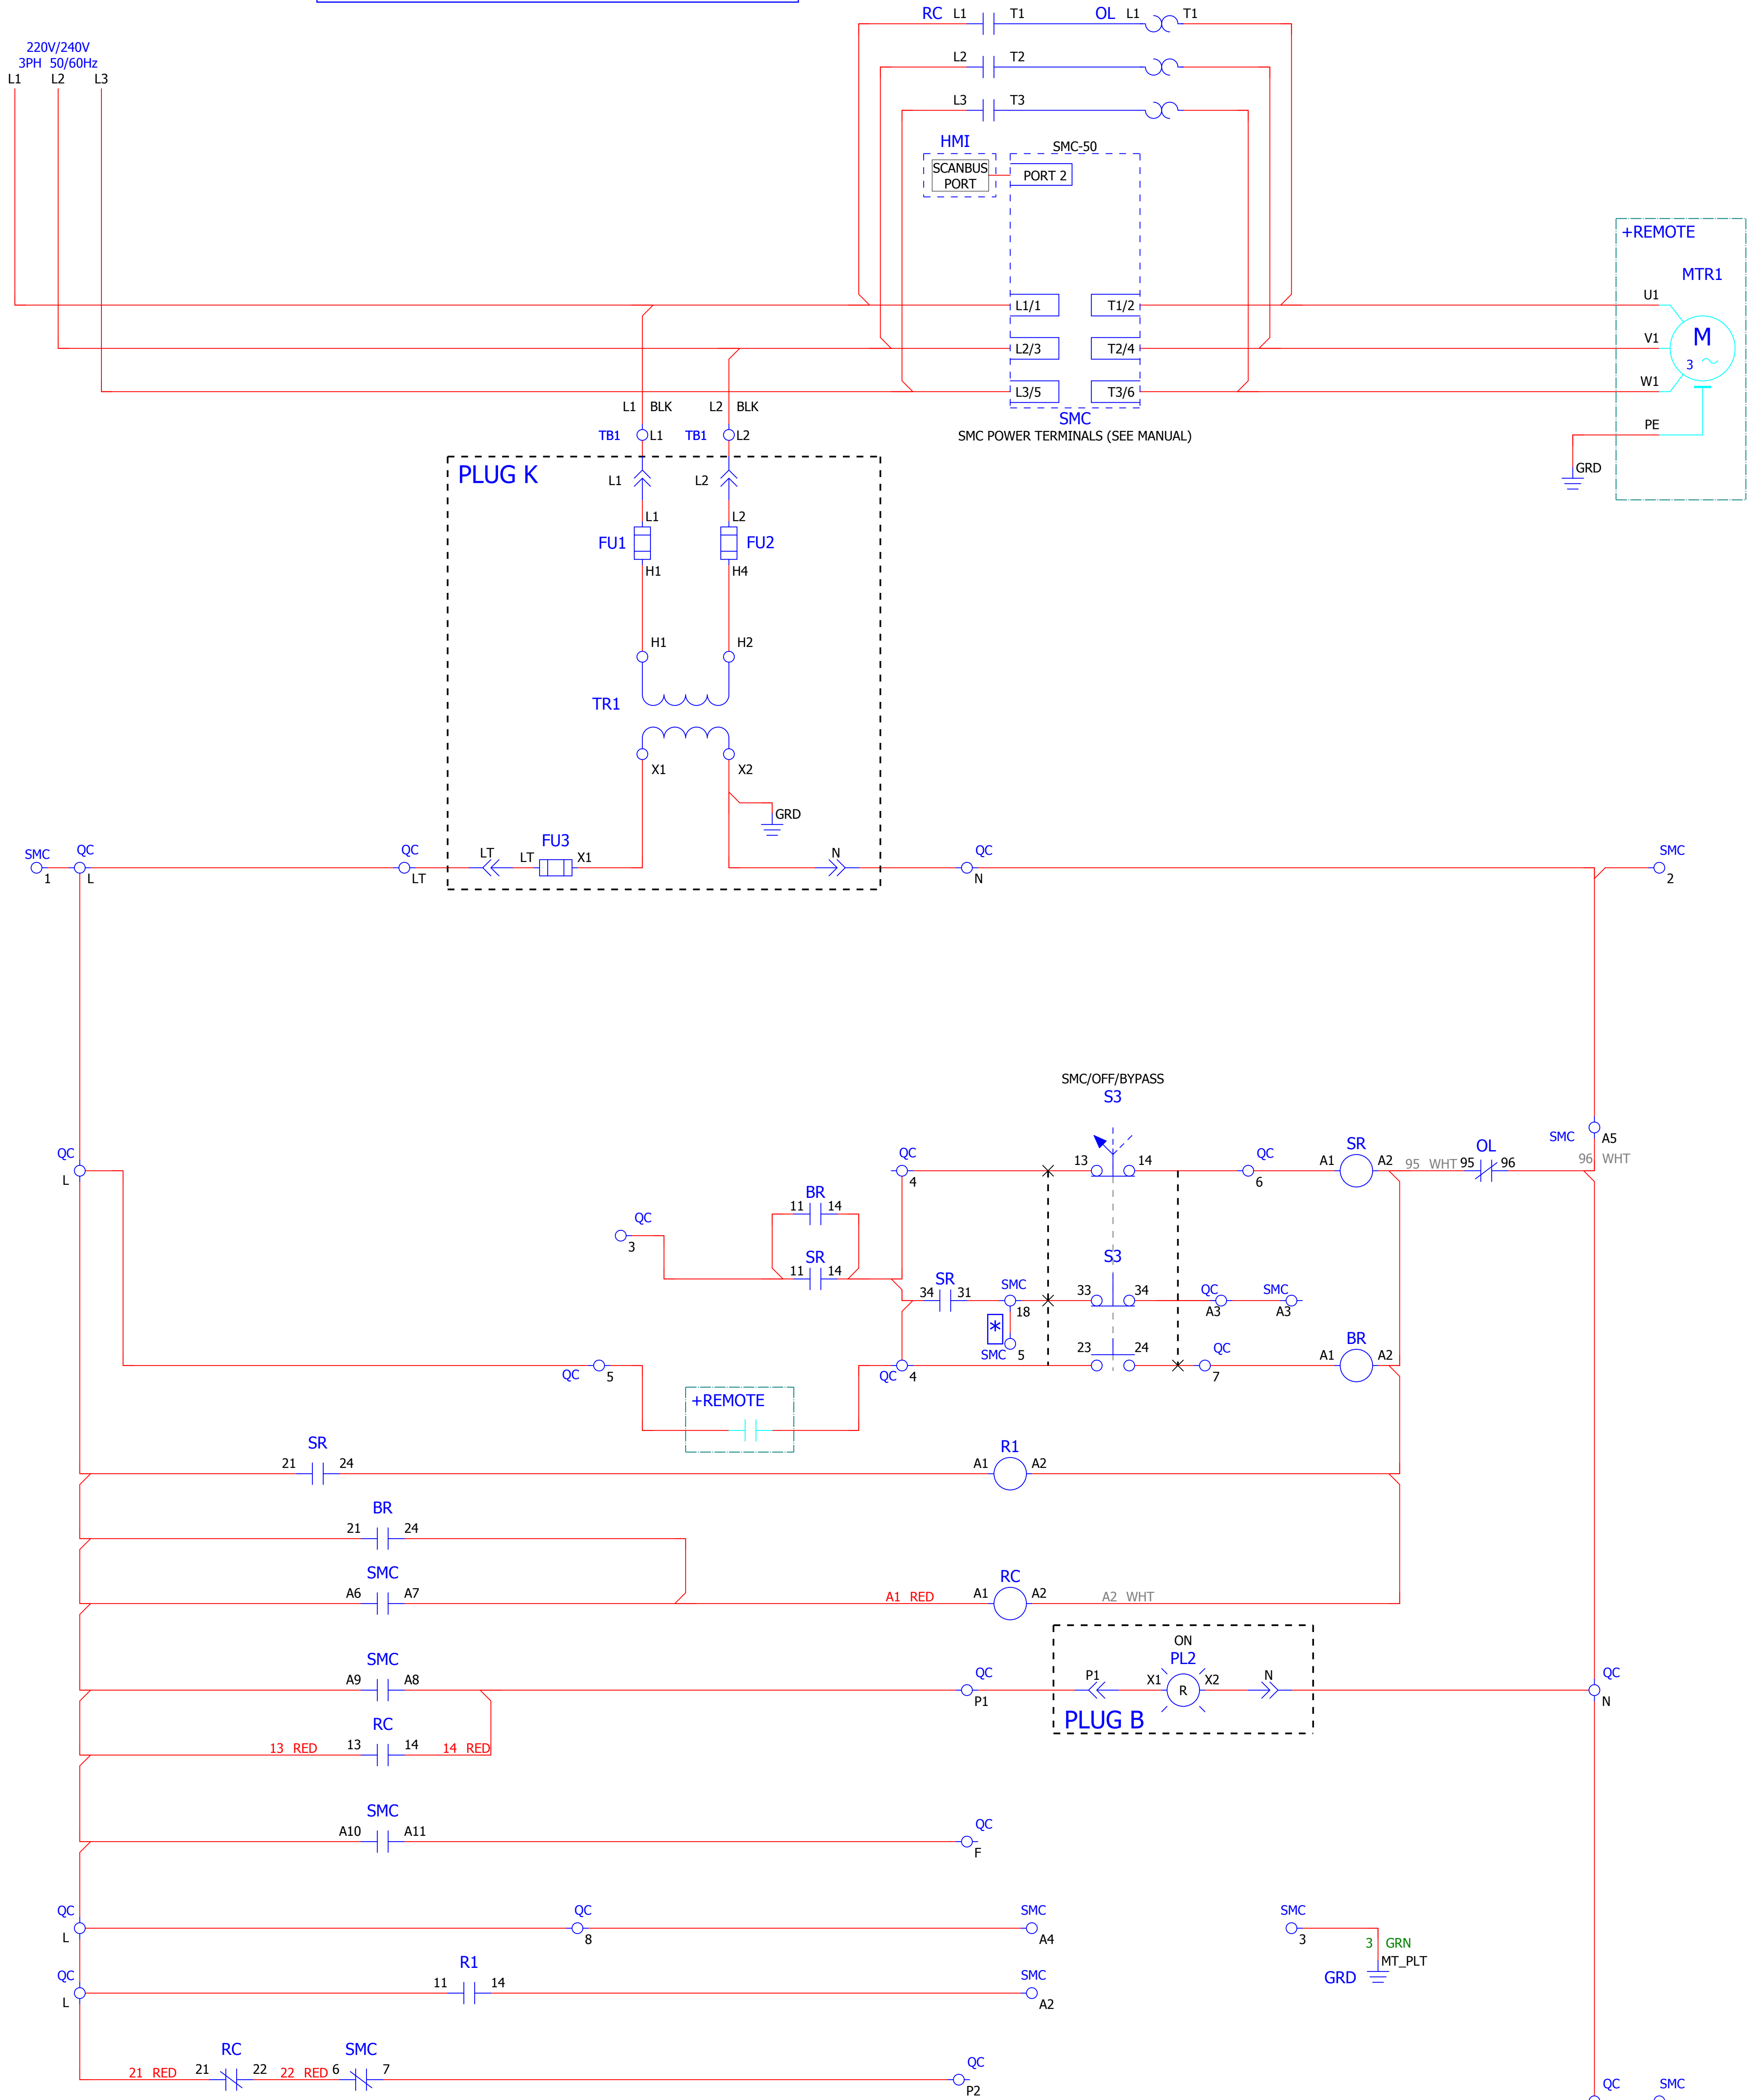 RC L1 T1 OL L1 T1
220V/240V
3PH 50/60Hz
L1 L2 L3
L2 T2
L3 T3
HMI SMC-50
SCANBUS
PORT
PORT 2
+REMOTE
MTR1
L1/1 T1/2 U1
L2/3 T2/4 V1 M
3
L3/5 T3/6 W1
L1 BLK L2 BLK
SMC
SMC POWER TERMINALS (SEE MANUAL)
TB1 L1 TB1 L2
PE
GRD
PLUG K
L1 L2
L1 L2
FU1 FU2
H1 H4
H1 H2
TR1
X1 X2
GRD
SMC QC QC FU3 N QC SMC
LT LT X1
1 L LT N 2
SMC/OFF/BYPASS
S3
SMC A5
QC QC 13 14 QC SR OL 96 WHT
A1 A2 95 WHT 95 96
L 4 6
BR
11 14
QC
3
SR S3
11 14
SR SMC 33 34 QC SMC
34 31 18 A3 A3
*
SMC 5 23 24 QC BR
A1 A2
QC 5 QC 4 7
+REMOTE
SR R1
21 24 A1 A2
BR
21 24
SMC RC
A6 A7 A1 RED A1 A2 A2 WHT
ON
SMC QC PL2 QC
A9 A8 P1 X1 R X2 N
P1 N
PLUG B
RC
13 RED 13 14 14 RED
SMC QC
A10 A11
F
QC QC SMC SMC
L 8 A4 3
3 GRN
MT_PLT
GRD
QC R1 SMC
11 14
L A2
RC SMC QC
21 RED 21 22 22 RED 6 7
P2
QC SMC